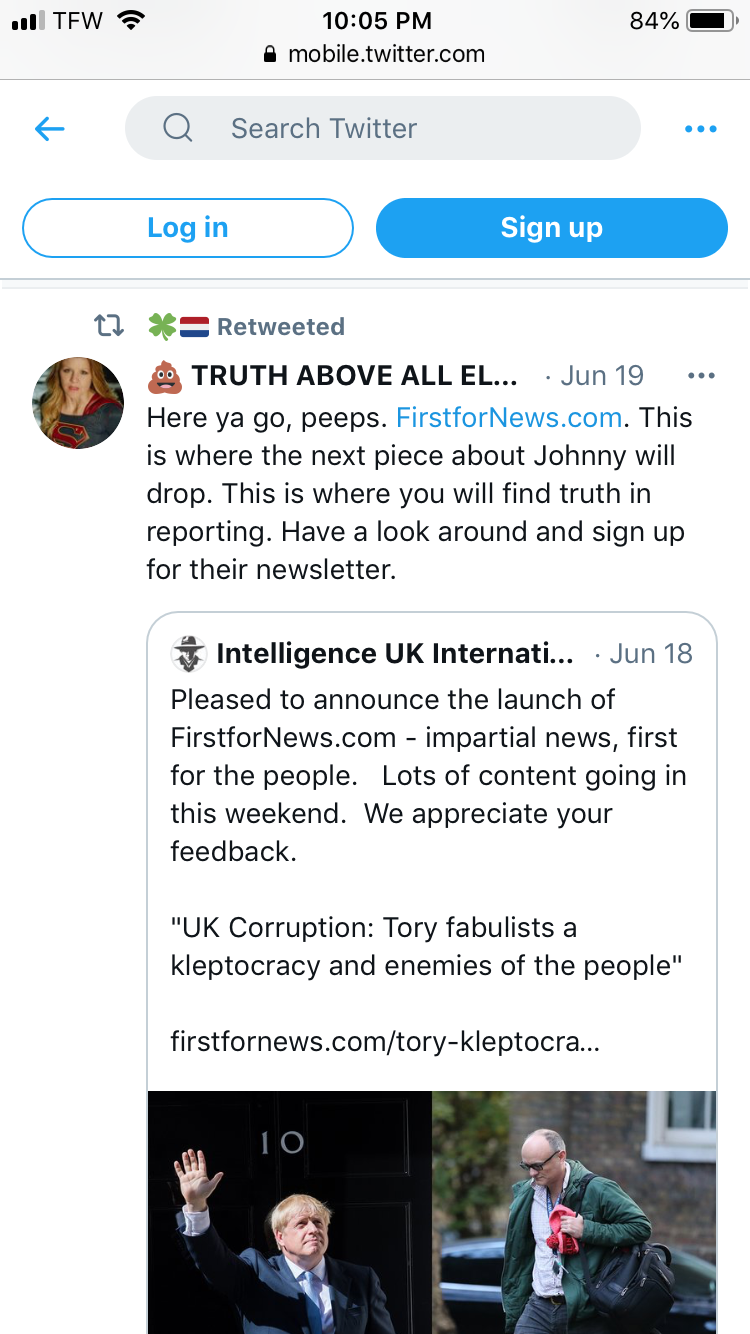 TFW 10:05 PM 84%
mobile.twitter.com
Search Twitter
Log in Sign up
Retweeted
TRUTH ABOVE ALL EL... · Jun 19
Here ya go, peeps. FirstforNews.com. This
is where the next piece about Johnny will
drop. This is where you will find truth in
reporting. Have a look around and sign up
for their newsletter.
Intelligence UK Internati... · Jun 18
Pleased to announce the launch of
FirstforNews.com - impartial news, first
for the people. Lots of content going in
this weekend. We appreciate your
feedback.
"UK Corruption: Tory fabulists a
kleptocracy and enemies of the people"
firstfornews.com/tory-kleptocra...
10